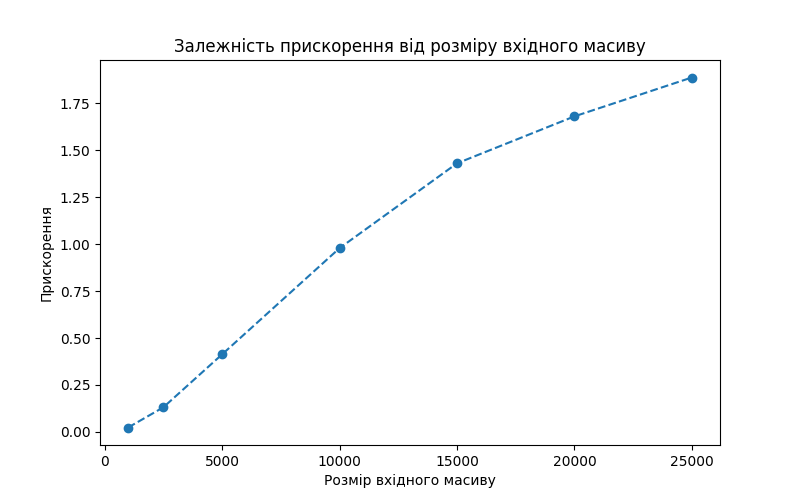 Залежність прискорення від розміру вхідного масиву
Прискорення
1.75
1.50
1.25
1.00
0.75
0.50
0.25
0.00
0 5000 10000 15000 20000 25000
Розмір вхідного масиву